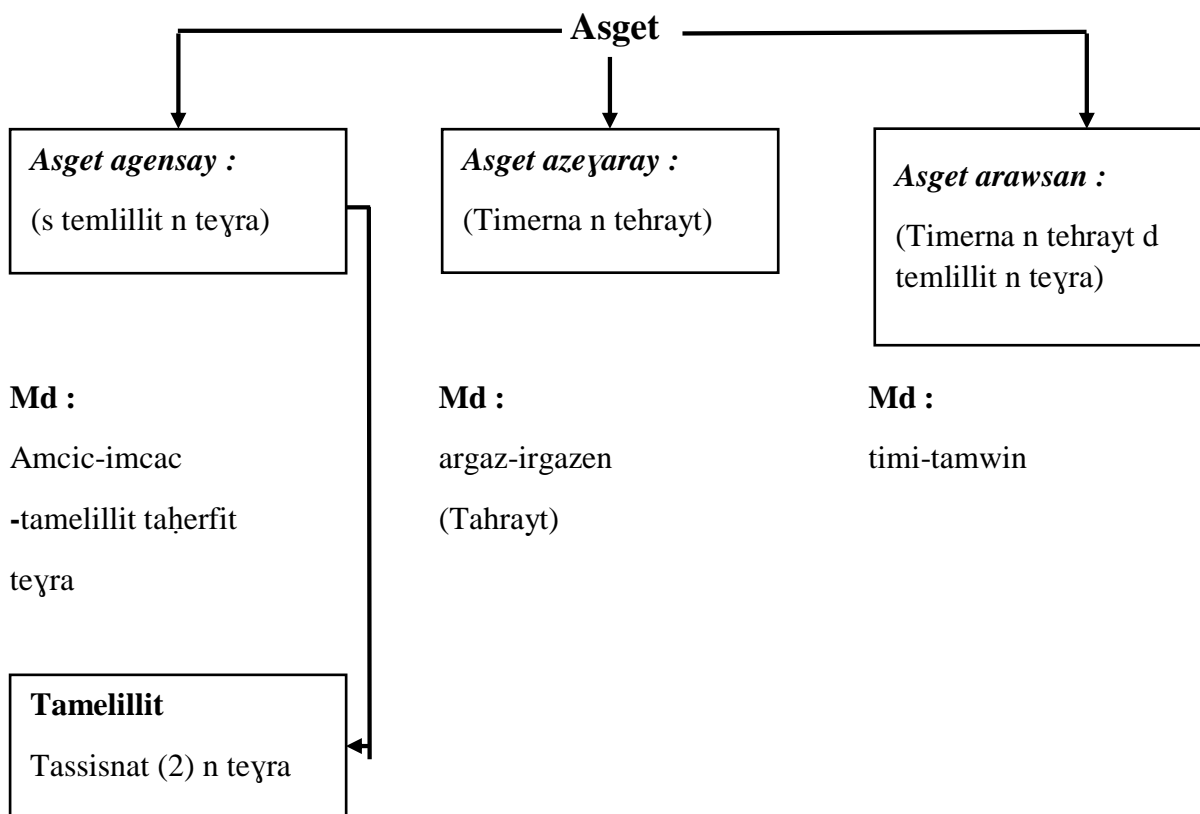 Asget
Asget agensay :
(s temlillit n teɣra)
Asget azeɣaray :
(Timerna n tehrayt)
Asget arawsan :
(Timerna n tehrayt d
temlillit n teɣra)
Md :
Amcic-imcac
-tamelillit taḥerfit
teɣra
Md :
argaz-irgazen
(Tahrayt)
Md :
timi-tamwin
Tamelillit
Tassisnat (2) n teɣra